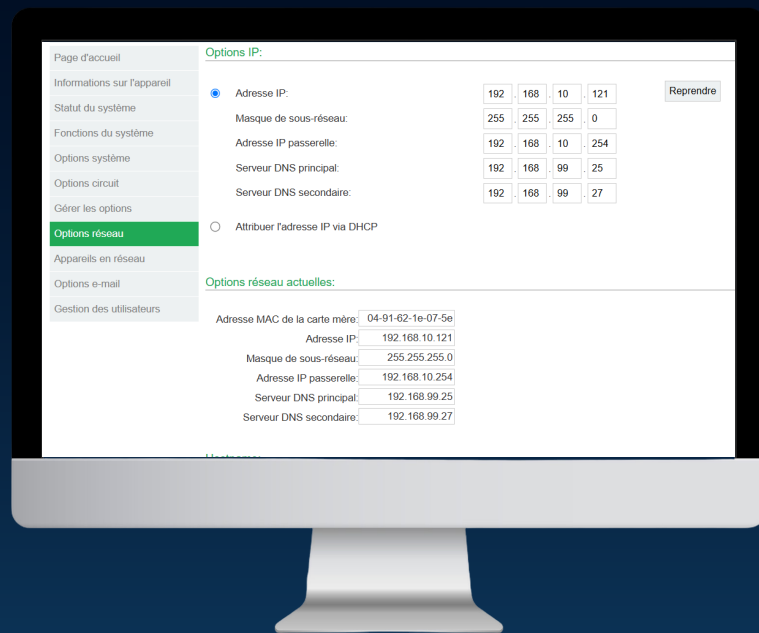 Page d'accueil
Informations sur l'appareil
Statut du système
Fonctions du système
Options système
Options circuit
Gérer les options
Options réseau
Appareils en réseau
Options e-mail
Gestion des utilisateurs
Options IP:
Adresse IP: 192 . 168 . 10 . 121 Reprendre
Masque de sous-réseau: 255 . 255 . 255 . 0
Adresse IP passerelle: 192 . 168 . 10 . 254
Serveur DNS principal: 192 . 168 . 99 . 25
Serveur DNS secondaire: 192 . 168 . 99 . 27
Attribuer l'adresse IP via DHCP
Options réseau actuelles:
Adresse MAC de la carte mère: 04-91-62-1e-07-5e
Adresse IP: 192.168.10.121
Masque de sous-réseau: 255.255.255.0
Adresse IP passerelle: 192.168.10.254
Serveur DNS principal: 192.168.99.25
Serveur DNS secondaire: 192.168.99.27